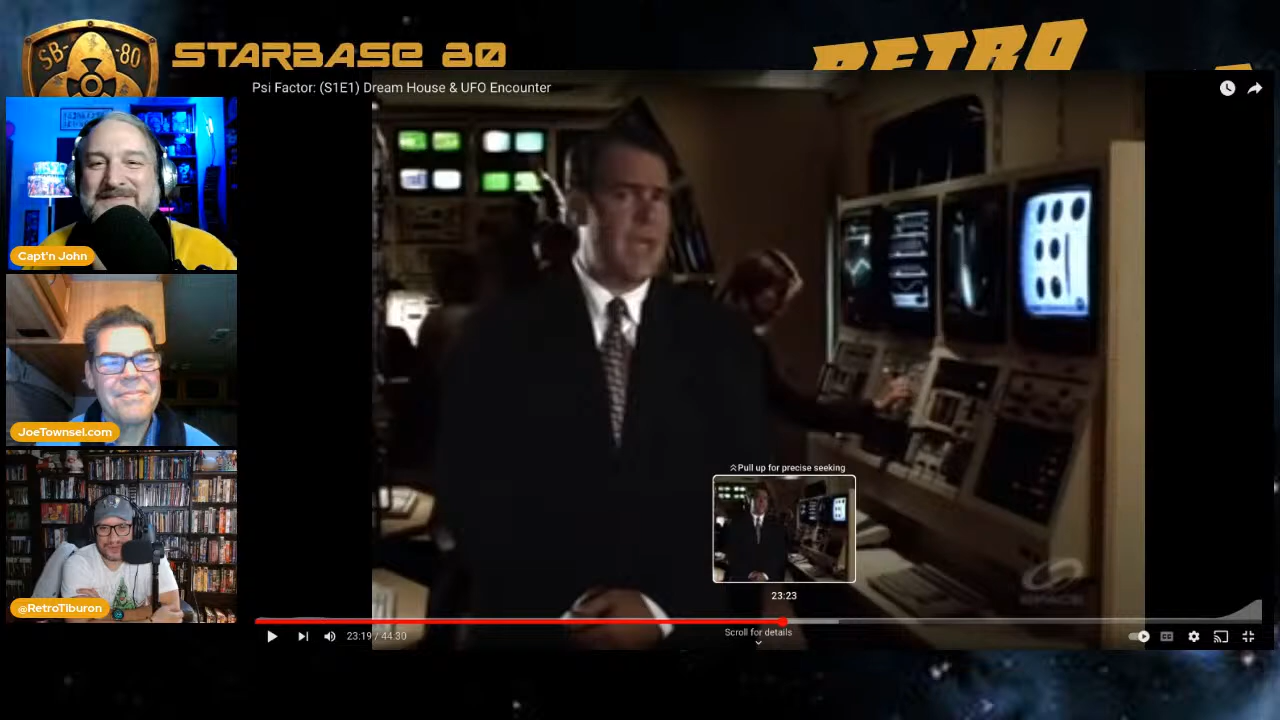 SB-80
STARBASE 80
RETRO
Psi Factor: (S1E1) Dream House & UFO Encounter
Capt'n John
JoeTownsel.com
@RetroTiburon
Pull up for precise seeking
23:23
23:19 / 44:30
Scroll for details
CC